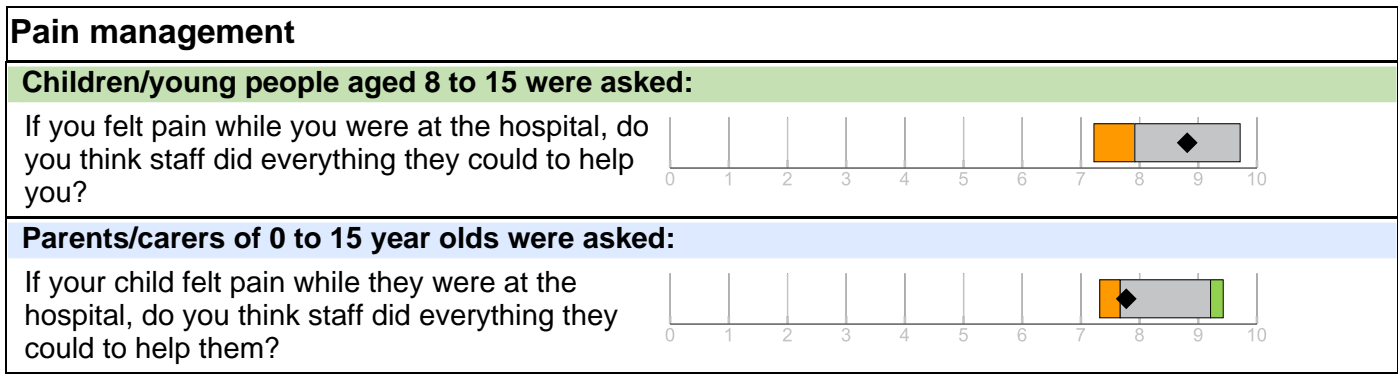 Pain management
Children/young people aged 8 to 15 were asked:
If you felt pain while you were at the hospital, do
you think staff did everything they could to help
you?
0 1 2 3 4 5 6 7 8 9 10
Parents/carers of 0 to 15 year olds were asked:
If your child felt pain while they were at the
hospital, do you think staff did everything they
could to help them?
0 1 2 3 4 5 6 7 8 9 10